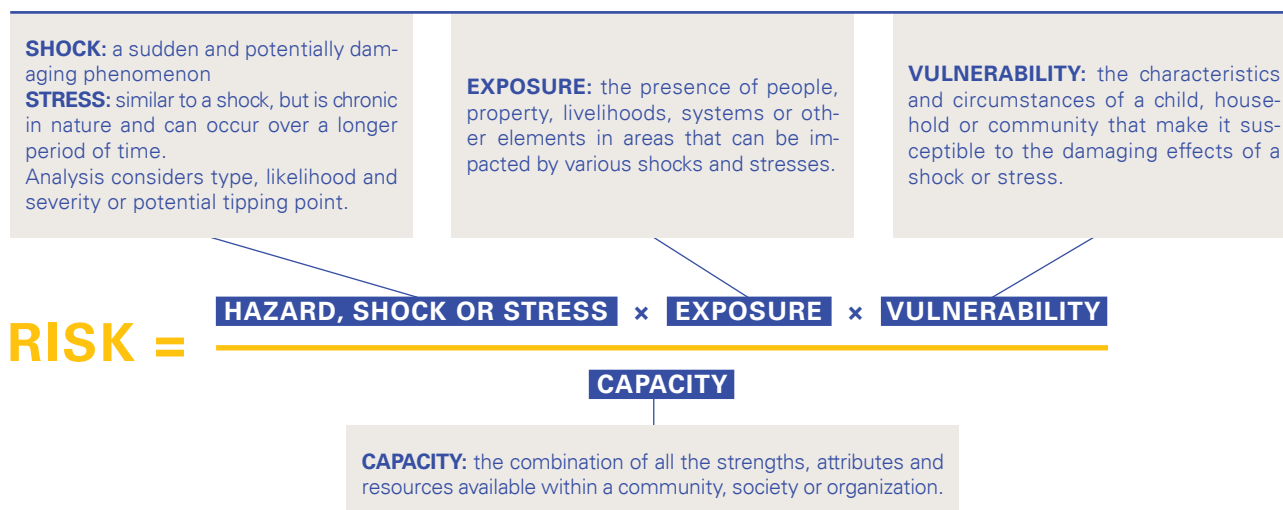 SHOCK: a sudden and potentially dam-
aging phenomenon
STRESS: similar to a shock, but is chronic
in nature and can occur over a longer
period of time.
Analysis considers type, likelihood and
severity or potential tipping point.
EXPOSURE: the presence of people,
property, livelihoods, systems or oth-
er elements in areas that can be im-
pacted by various shocks and stresses.
VULNERABILITY: the characteristics
and circumstances of a child, house-
hold or community that make it sus-
ceptible to the damaging effects of a
shock or stress.
HAZARD, SHOCK OR STRESS × EXPOSURE × VULNERABILITY
RISK =
CAPACITY
CAPACITY: the combination of all the strengths, attributes and
resources available within a community, society or organization.